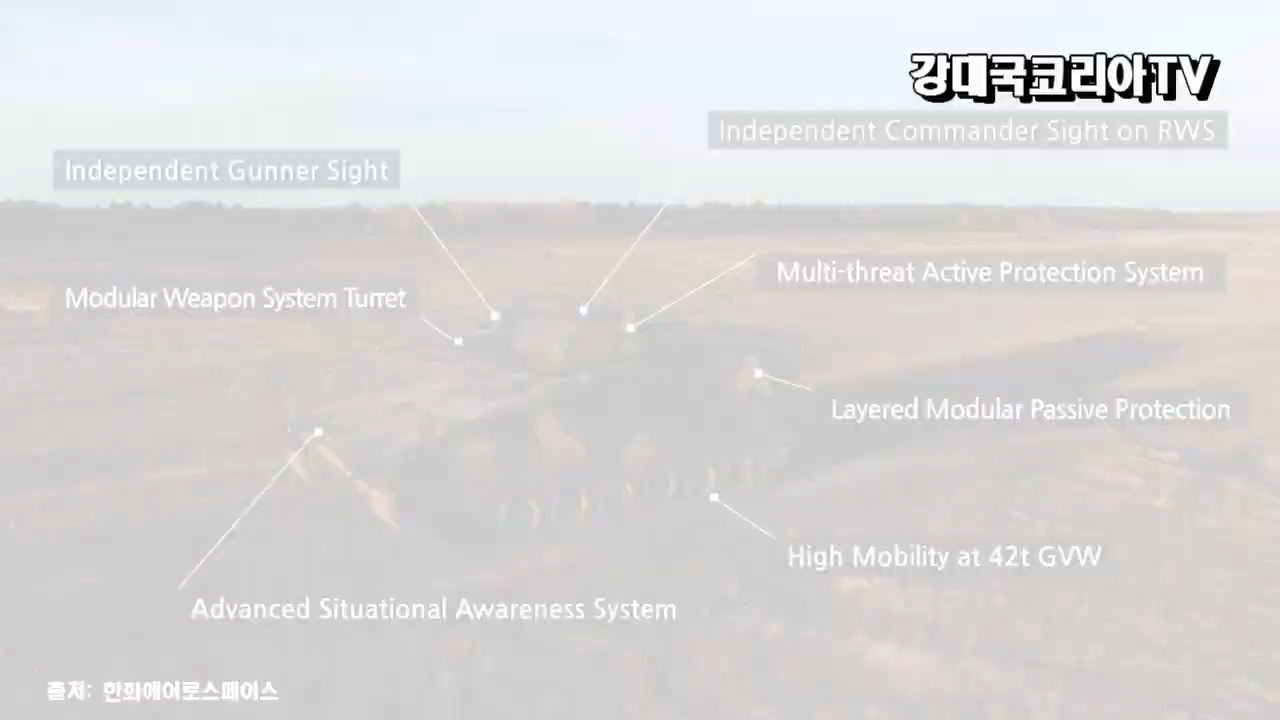 강대국코리아TV
Independent Commander Sight on RWS
Independent Gunner Sight
Multi-threat Active Protection System
Modular Weapon System Turret
Layered Modular Passive Protection
High Mobility at 42t GVW
Advanced Situational Awareness System
출처: 한화에어로스페이스